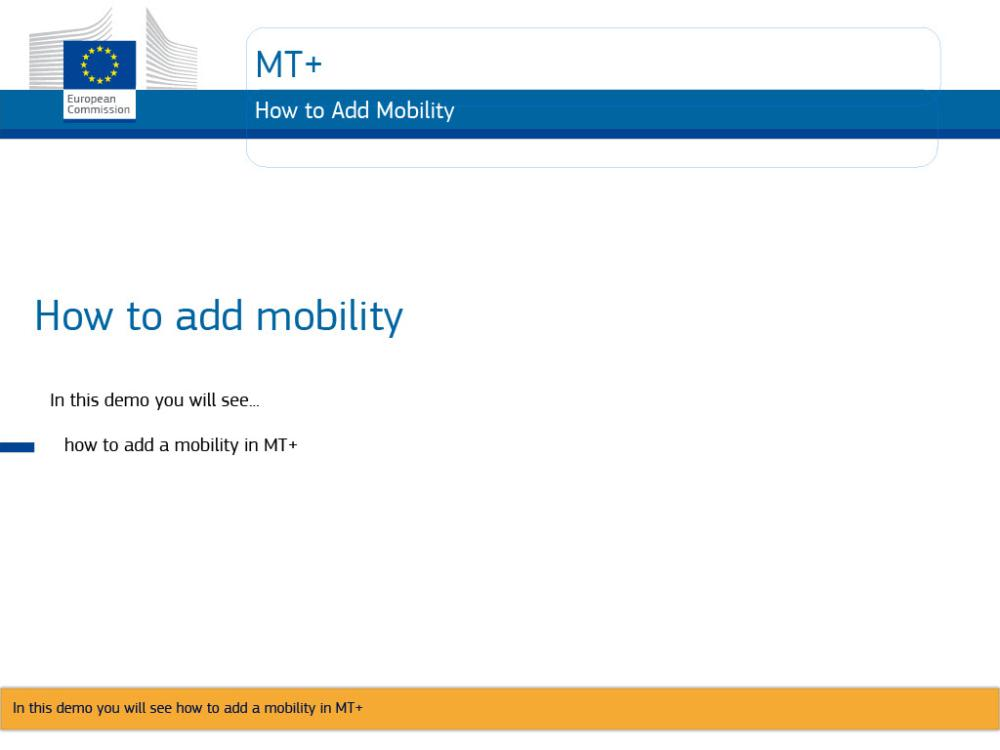 European
Commission
MT+
How to Add Mobility
How to add mobility
In this demo you will see...
how to add a mobility in MT+
In this demo you will see how to add a mobility in MT+